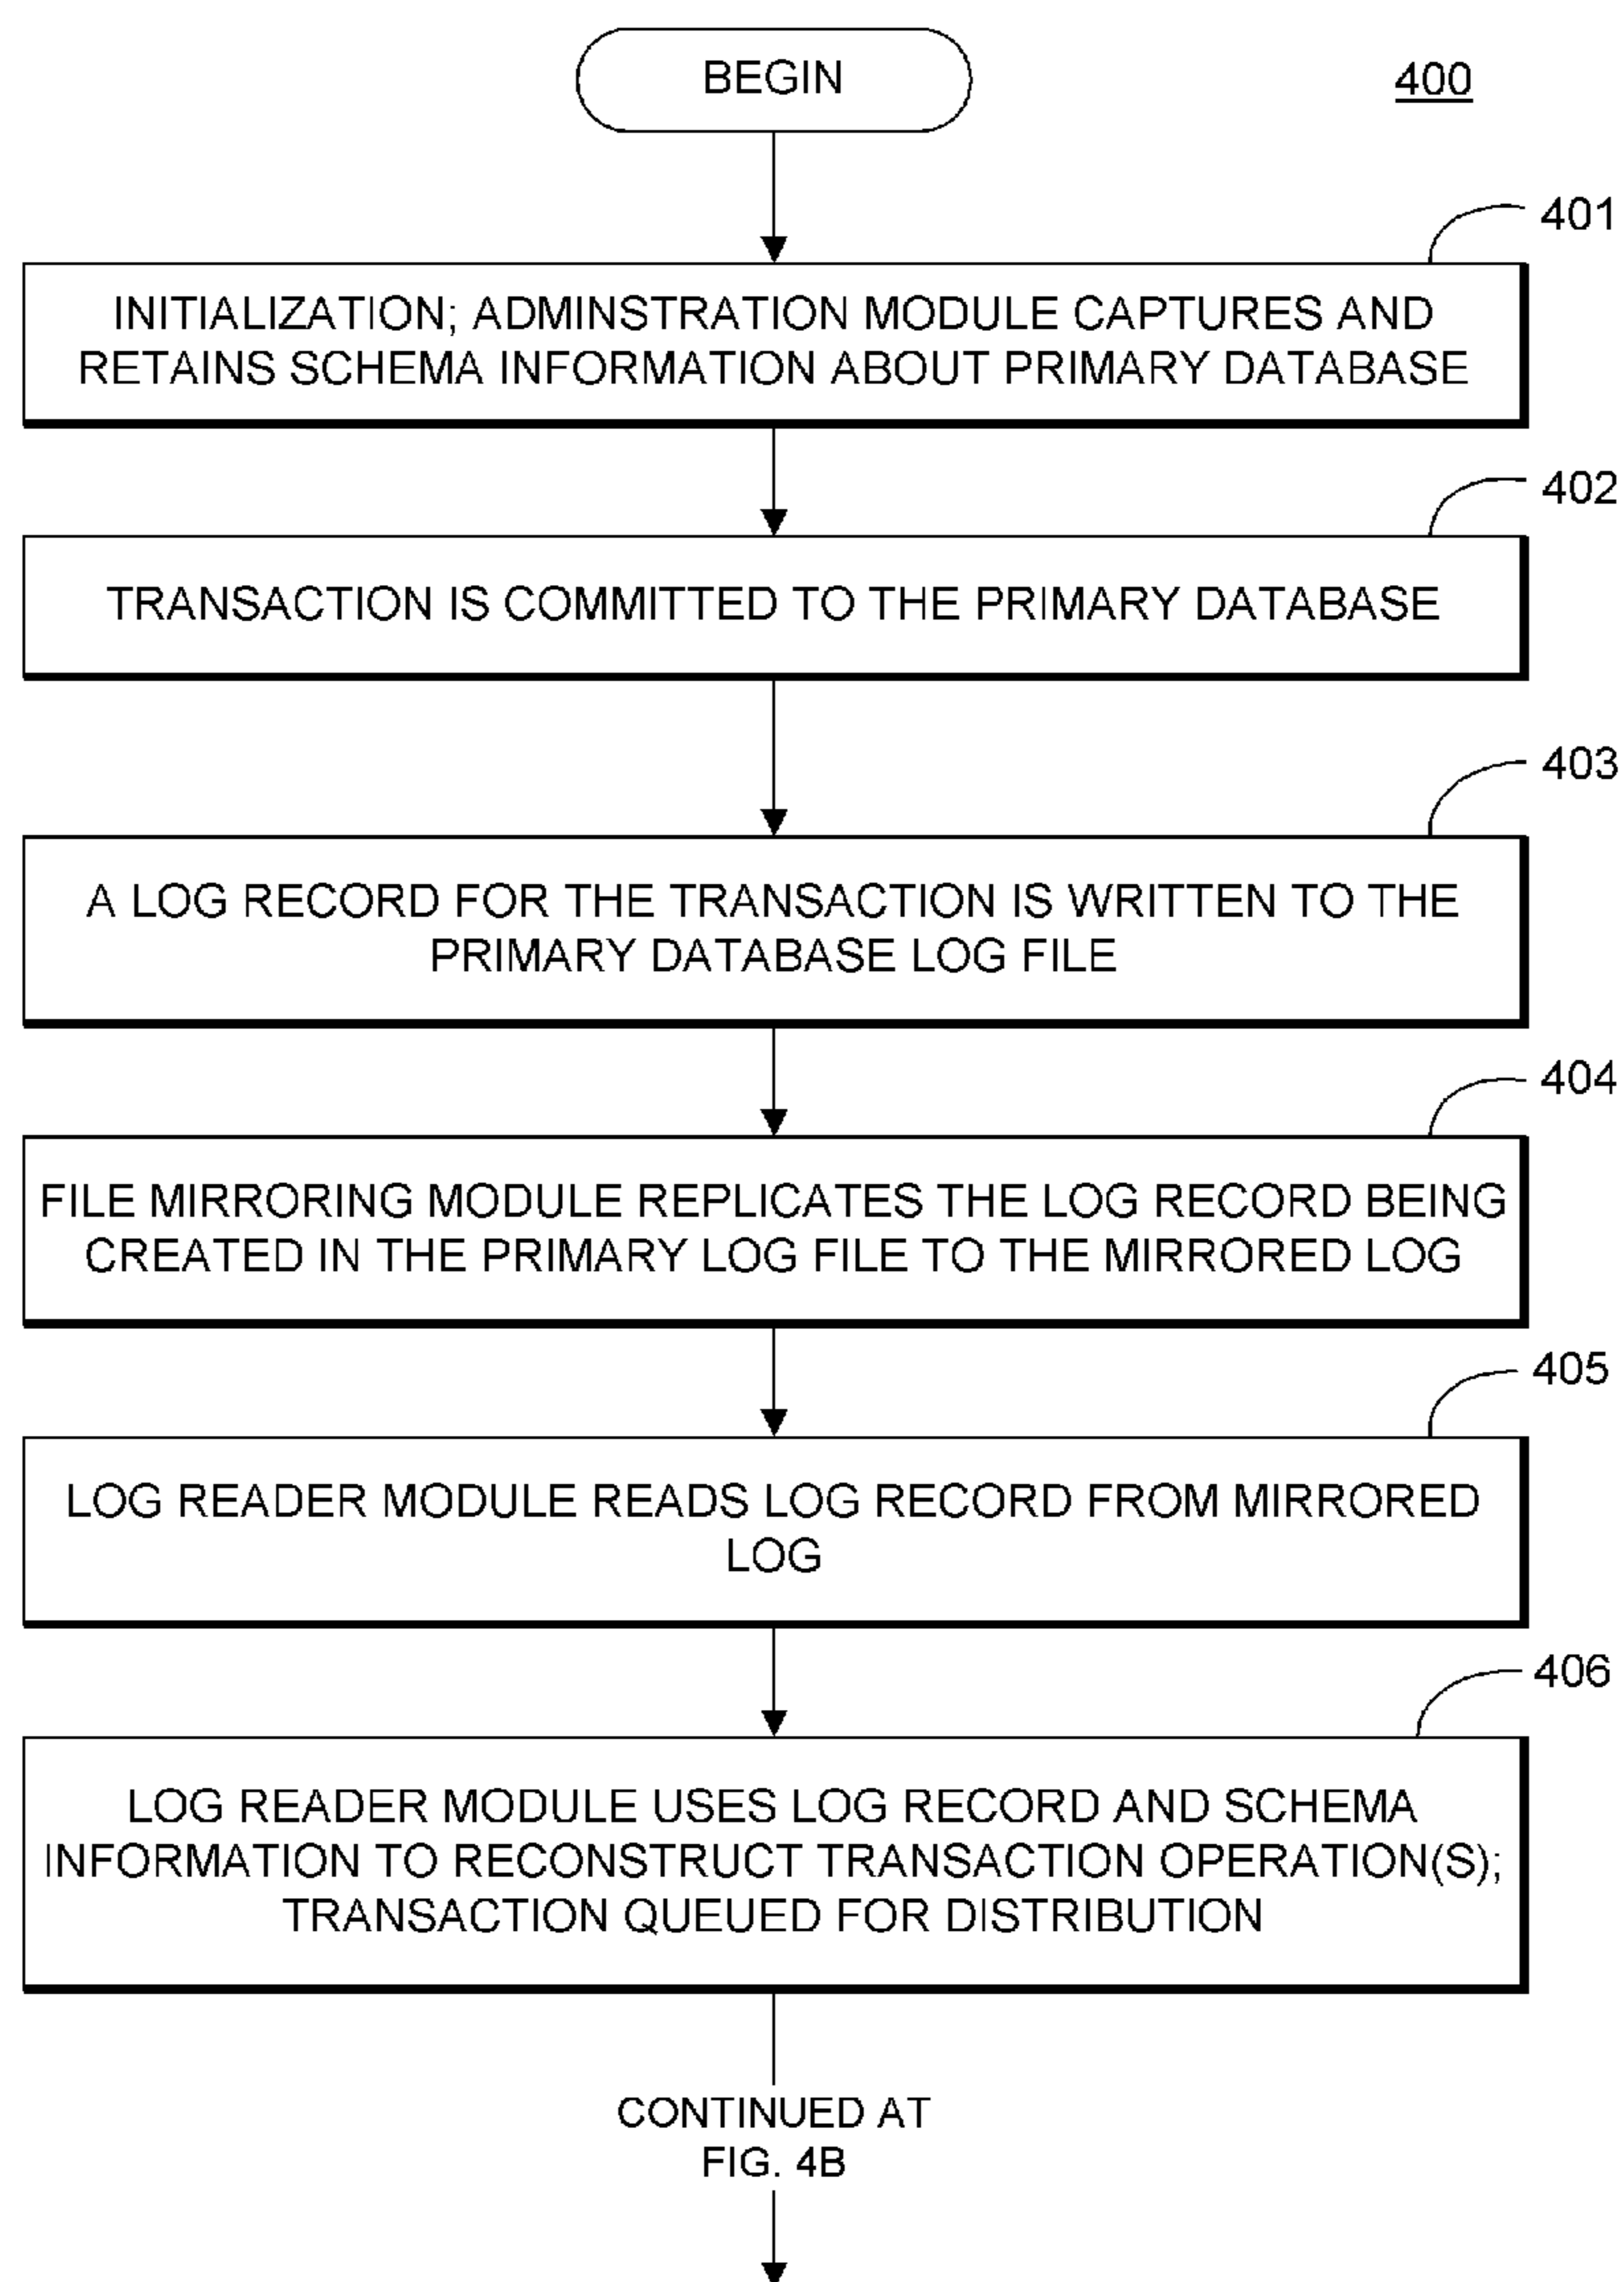 BEGIN
400
401
INITIALIZATION; ADMINSTRATION MODULE CAPTURES AND
RETAINS SCHEMA INFORMATION ABOUT PRIMARY DATABASE
402
TRANSACTION IS COMMITTED TO THE PRIMARY DATABASE
403
A LOG RECORD FOR THE TRANSACTION IS WRITTEN TO THE
PRIMARY DATABASE LOG FILE
404
FILE MIRRORING MODULE REPLICATES THE LOG RECORD BEING
CREATED IN THE PRIMARY LOG FILE TO THE MIRRORED LOG
405
LOG READER MODULE READS LOG RECORD FROM MIRRORED
LOG
406
LOG READER MODULE USES LOG RECORD AND SCHEMA
INFORMATION TO RECONSTRUCT TRANSACTION OPERATION(S);
TRANSACTION QUEUED FOR DISTRIBUTION
CONTINUED AT
FIG. 4B